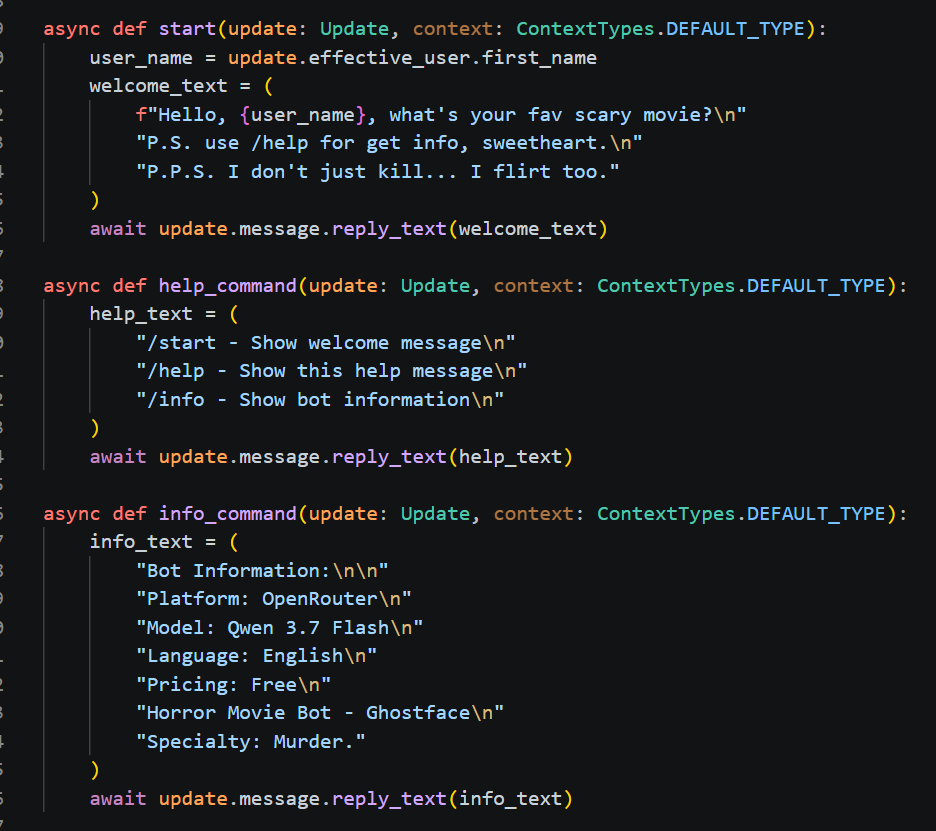 async def start(update: Update, context: ContextTypes.DEFAULT_TYPE):
    user_name = update.effective_user.first_name
    welcome_text = (
        f"Hello, {user_name}, what's your fav scary movie?\n"
        "P.S. use /help for get info, sweetheart.\n"
        "P.P.S. I don't just kill... I flirt too."
    )
    await update.message.reply_text(welcome_text)

async def help_command(update: Update, context: ContextTypes.DEFAULT_TYPE):
    help_text = (
        "/start - Show welcome message\n"
        "/help - Show this help message\n"
        "/info - Show bot information\n"
    )
    await update.message.reply_text(help_text)

async def info_command(update: Update, context: ContextTypes.DEFAULT_TYPE):
    info_text = (
        "Bot Information:\n\n"
        "Platform: OpenRouter\n"
        "Model: Qwen 3.7 Flash\n"
        "Language: English\n"
        "Pricing: Free\n"
        "Horror Movie Bot - Ghostface\n"
        "Specialty: Murder."
    )
    await update.message.reply_text(info_text)